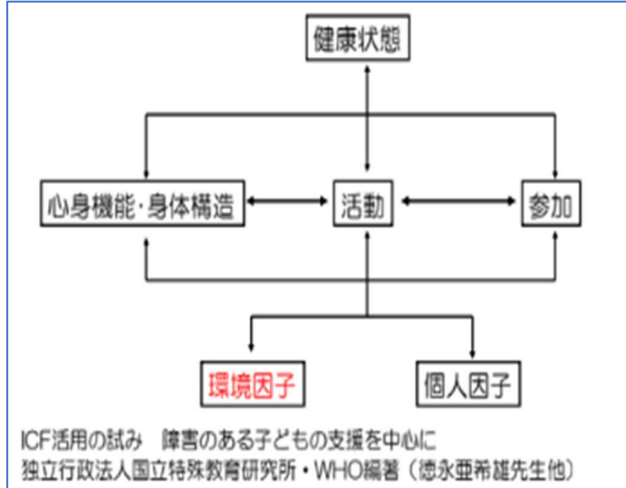 健康状態
心身機能・身体構造
活動
参加
環境因子
個人因子
ICF活用の試み　障害のある子どもの支援を中心に
独立行政法人国立特殊教育研究所・WHO編著（徳永亜希雄先生他）